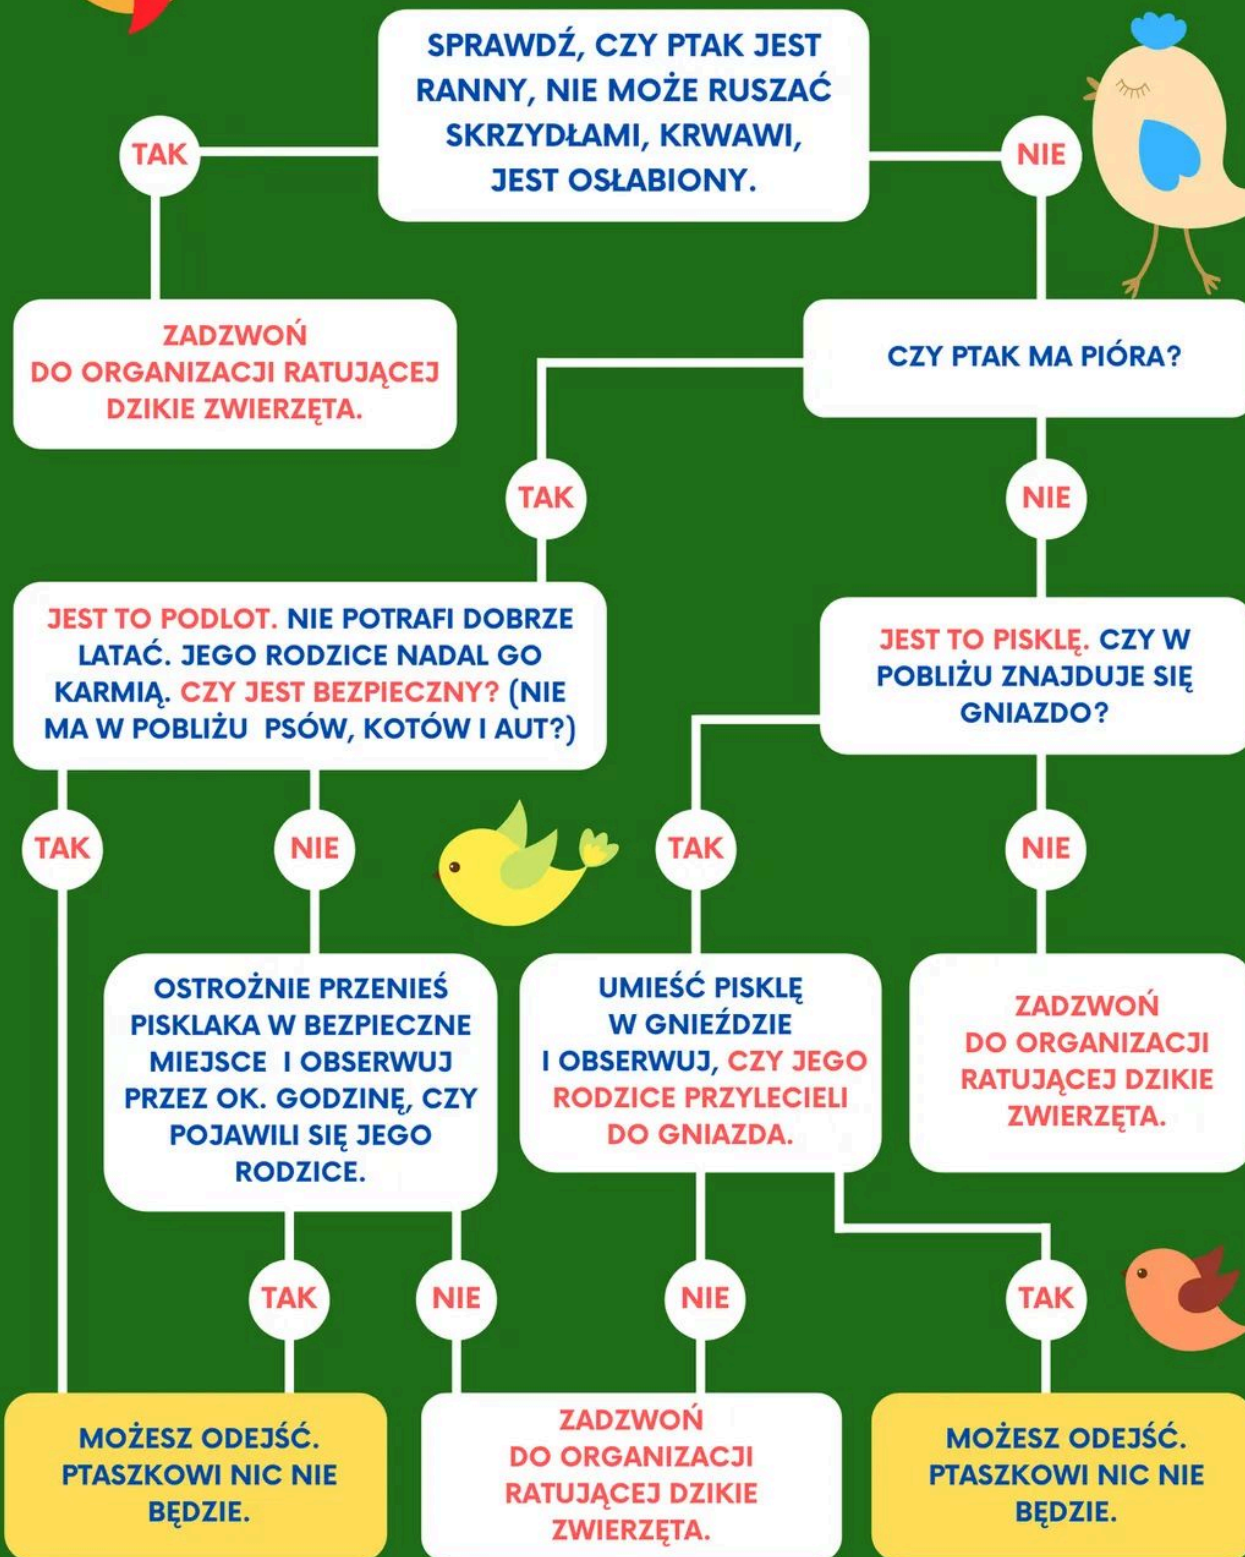 SPRAWDŹ, CZY PTAK JEST
RANNY, NIE MOŻE RUSZAĆ
SKRZYDŁAMI, KRWAWI,
JEST OSŁABIONY.
TAK
NIE
ZADZWOŃ
DO ORGANIZACJI RATUJĄCEJ
DZIKIE ZWIERZĘTA.
CZY PTAK MA PIÓRA?
TAK
NIE
JEST TO PODLOT. NIE POTRAFI DOBRZE
LATAĆ. JEGO RODZICE NADAL GO
KARMIĄ. CZY JEST BEZPIECZNY? (NIE
MA W POBLIŻU PSÓW, KOTÓW I AUT?)
JEST TO PISKLĘ. CZY W
POBLIŻU ZNAJDUJE SIĘ
GNIAZDO?
TAK
NIE
TAK
NIE
OSTROŻNIE PRZENIEŚ
PISKLAKA W BEZPIECZNE
MIEJSCE I OBSERWUJ
PRZEZ OK. GODZINĘ, CZY
POJAWILI SIĘ JEGO
RODZICE.
UMIEŚĆ PISKLĘ
W GNIEŹDZIE
I OBSERWUJ, CZY JEGO
RODZICE PRZYLECIELI
DO GNIAZDA.
ZADZWOŃ
DO ORGANIZACJI
RATUJĄCEJ DZIKIE
ZWIERZĘTA.
TAK
NIE
NIE
TAK
MOŻESZ ODEJŚĆ.
PTASZKOWI NIC NIE
BĘDZIE.
ZADZWOŃ
DO ORGANIZACJI
RATUJĄCEJ DZIKIE
ZWIERZĘTA.
MOŻESZ ODEJŚĆ.
PTASZKOWI NIC NIE
BĘDZIE.